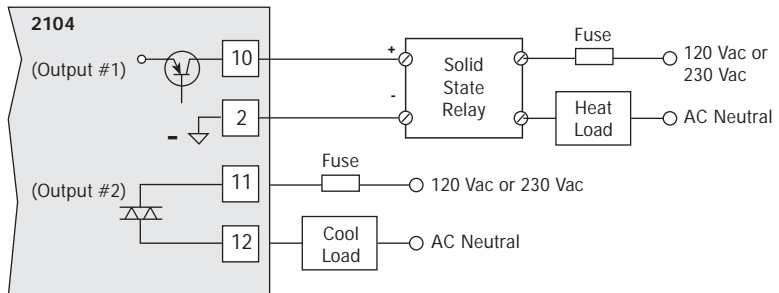 2104
(Output #1)
10
+
-
Solid
State
Relay
Fuse
120 Vac or
230 Vac
2
-
Heat
Load
AC Neutral
(Output #2)
11
Fuse
120 Vac or 230 Vac
12
Cool
Load
AC Neutral